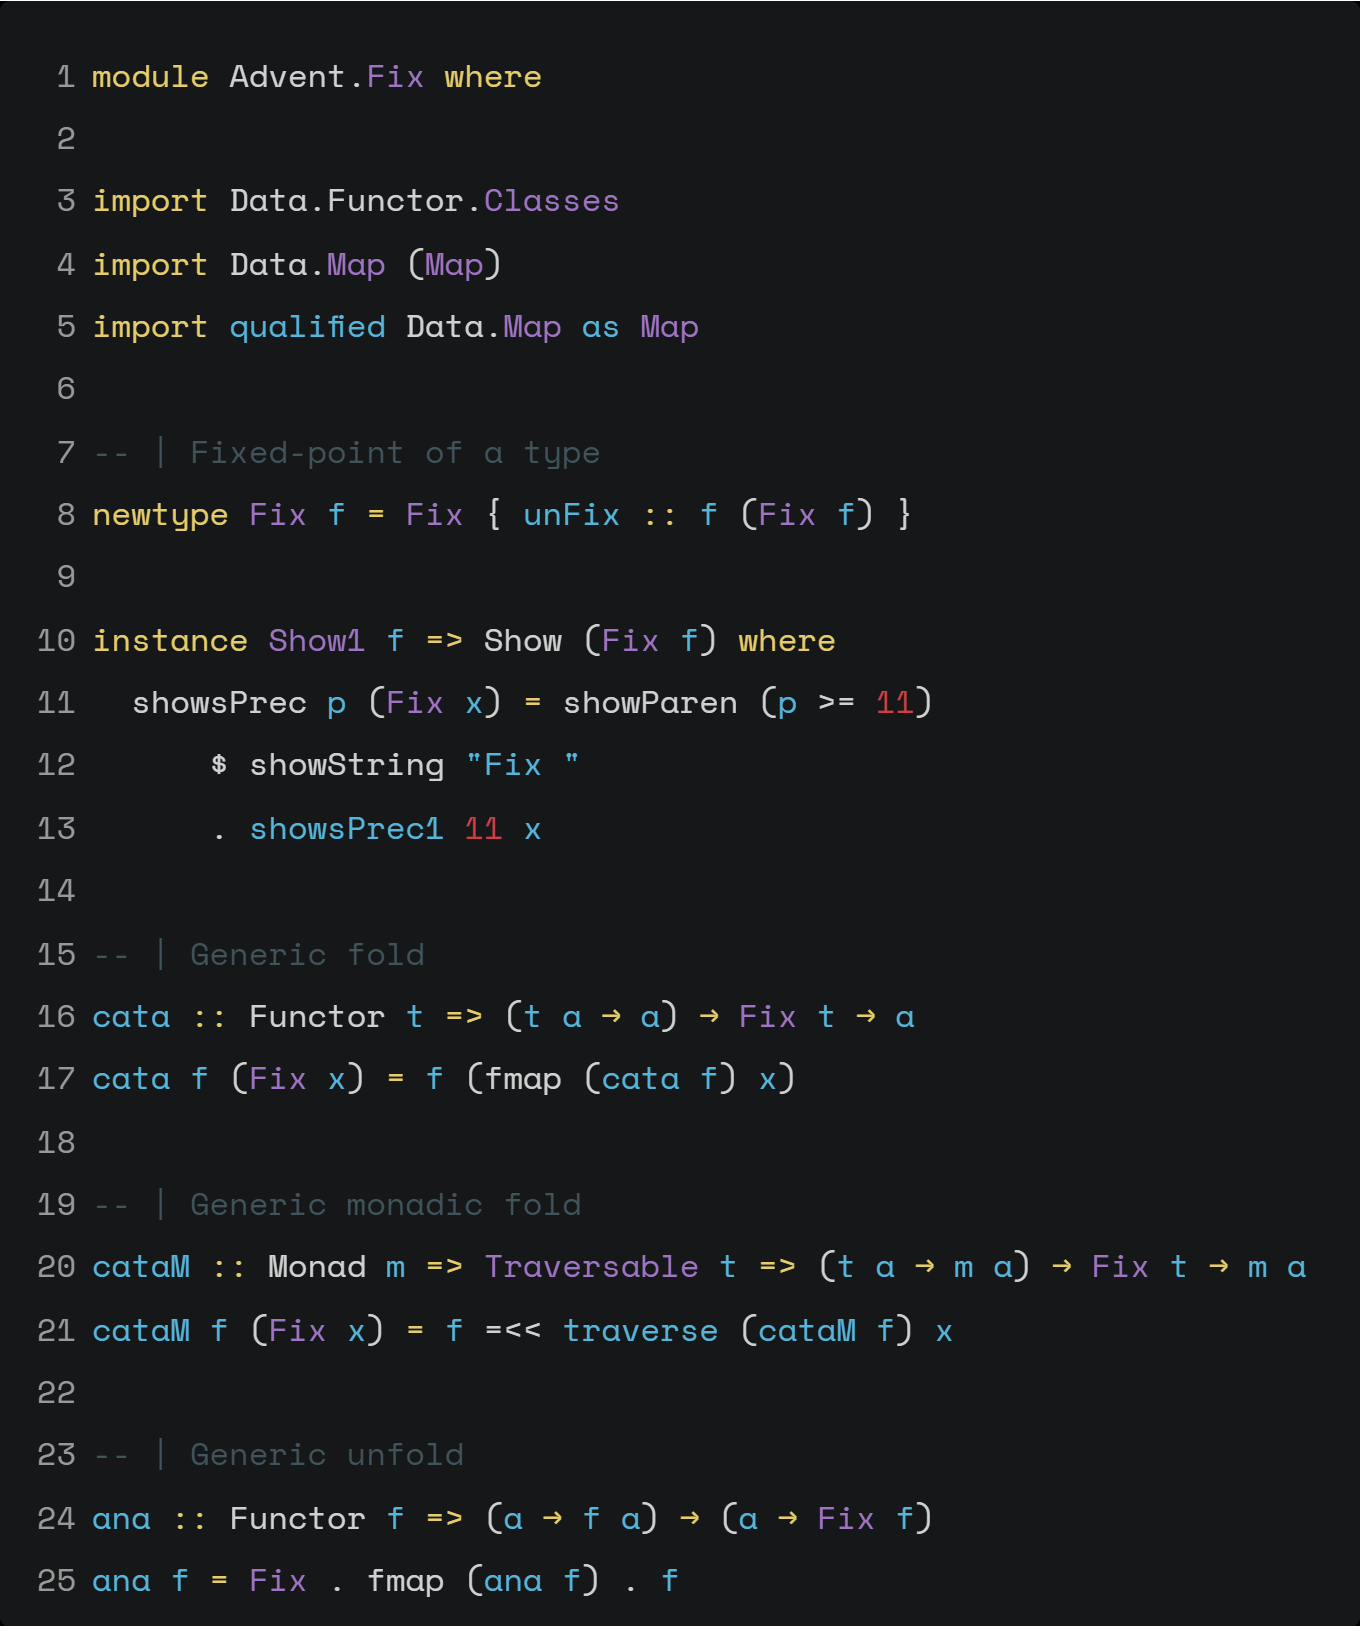 1 module Advent.Fix where
2
3 import Data.Functor.Classes
4 import Data.Map (Map)
5 import qualified Data.Map as Map
6
7 -- | Fixed-point of a type
8 newtype Fix f = Fix { unFix :: f (Fix f) }
9
10 instance Show1 f => Show (Fix f) where
11   showsPrec p (Fix x) = showParen (p >= 11)
12       $ showString "Fix "
13       . showsPrec1 11 x
14
15 -- | Generic fold
16 cata :: Functor t => (t a → a) → Fix t → a
17 cata f (Fix x) = f (fmap (cata f) x)
18
19 -- | Generic monadic fold
20 cataM :: Monad m => Traversable t => (t a → m a) → Fix t → m a
21 cataM f (Fix x) = f =<< traverse (cataM f) x
22
23 -- | Generic unfold
24 ana :: Functor f => (a → f a) → (a → Fix f)
25 ana f = Fix . fmap (ana f) . f